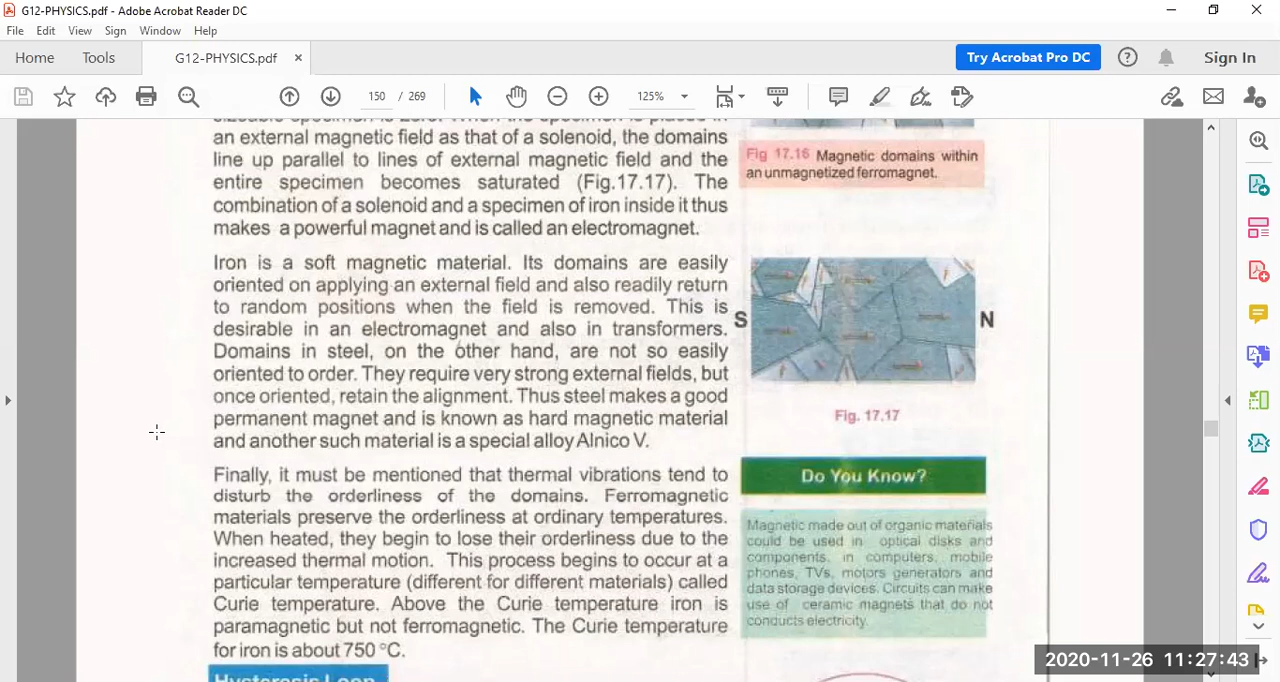 G12-PHYSICS.pdf - Adobe Acrobat Reader DC
File Edit View Sign Window Help
Home Tools G12-PHYSICS.pdf × Try Acrobat Pro DC Sign In
150 / 269 125%
sizeable specimen is zero. When the specimen is placed in
an external magnetic field as that of a solenoid, the domains
line up parallel to lines of external magnetic field and the
entire specimen becomes saturated (Fig.17.17). The
combination of a solenoid and a specimen of iron inside it thus
makes a powerful magnet and is called an electromagnet.
Iron is a soft magnetic material. Its domains are easily
oriented on applying an external field and also readily return
to random positions when the field is removed. This is
desirable in an electromagnet and also in transformers.
Domains in steel, on the other hand, are not so easily
oriented to order. They require very strong external fields, but
once oriented, retain the alignment. Thus steel makes a good
permanent magnet and is known as hard magnetic material
and another such material is a special alloy Alnico V.
Finally, it must be mentioned that thermal vibrations tend to
disturb the orderliness of the domains. Ferromagnetic
materials preserve the orderliness at ordinary temperatures.
When heated, they begin to lose their orderliness due to the
increased thermal motion. This process begins to occur at a
particular temperature (different for different materials) called
Curie temperature. Above the Curie temperature iron is
paramagnetic but not ferromagnetic. The Curie temperature
for iron is about 750 °C.
Hysteresis Loop
Fig 17.16 Magnetic domains within
an unmagnetized ferromagnet.
S N
Fig. 17.17
Do You Know?
Magnetic made out of organic materials
could be used in optical disks and
components, in computers, mobile
phones, TVs, motors generators and
data storage devices. Circuits can make
use of ceramic magnets that do not
conducts electricity.
2020-11-26 11:27:43